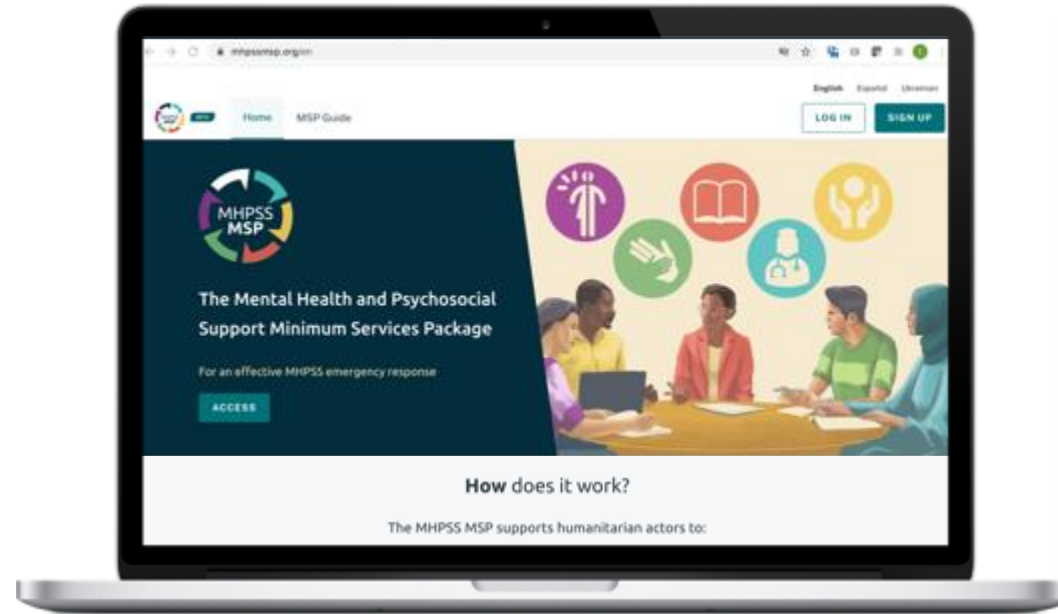 mhpssmsp.org/en
English Español Ukrainian
BETA
Home MSP Guide
LOG IN SIGN UP
MHPSS
MSP
The Mental Health and Psychosocial
Support Minimum Services Package
For an effective MHPSS emergency response
ACCESS
How does it work?
The MHPSS MSP supports humanitarian actors to: